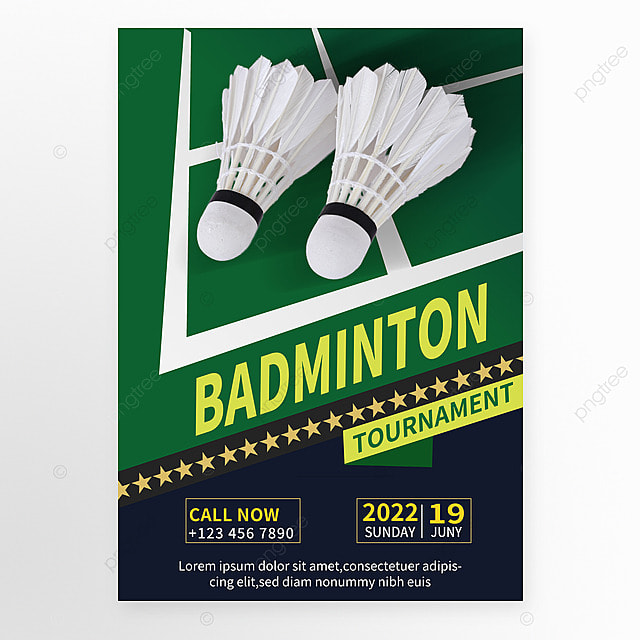 BADMINTON
TOURNAMENT
CALL NOW
+123 456 7890
2022 19
SUNDAY JUNY
Lorem ipsum dolor sit amet,consectetuer adipis-
cing elit,sed diam nonummy nibh euis
pngtree